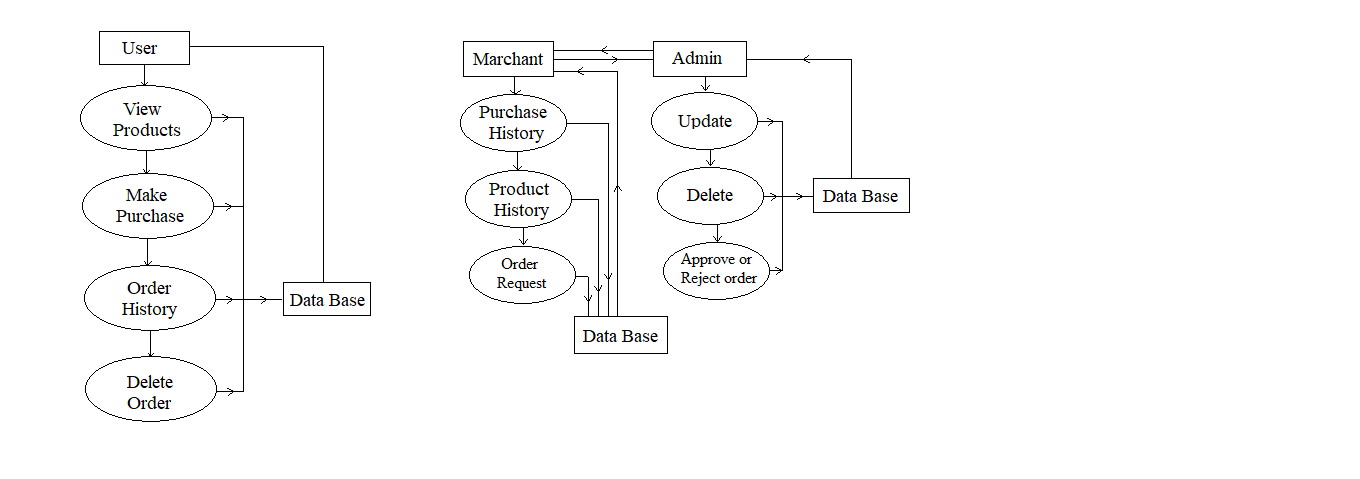 User
View
Products
Make
Purchase
Order
History
Delete
Order
Data Base
Marchant
Purchase
History
Product
History
Order
Request
Data Base
Admin
Update
Delete
Approve or
Reject order
Data Base